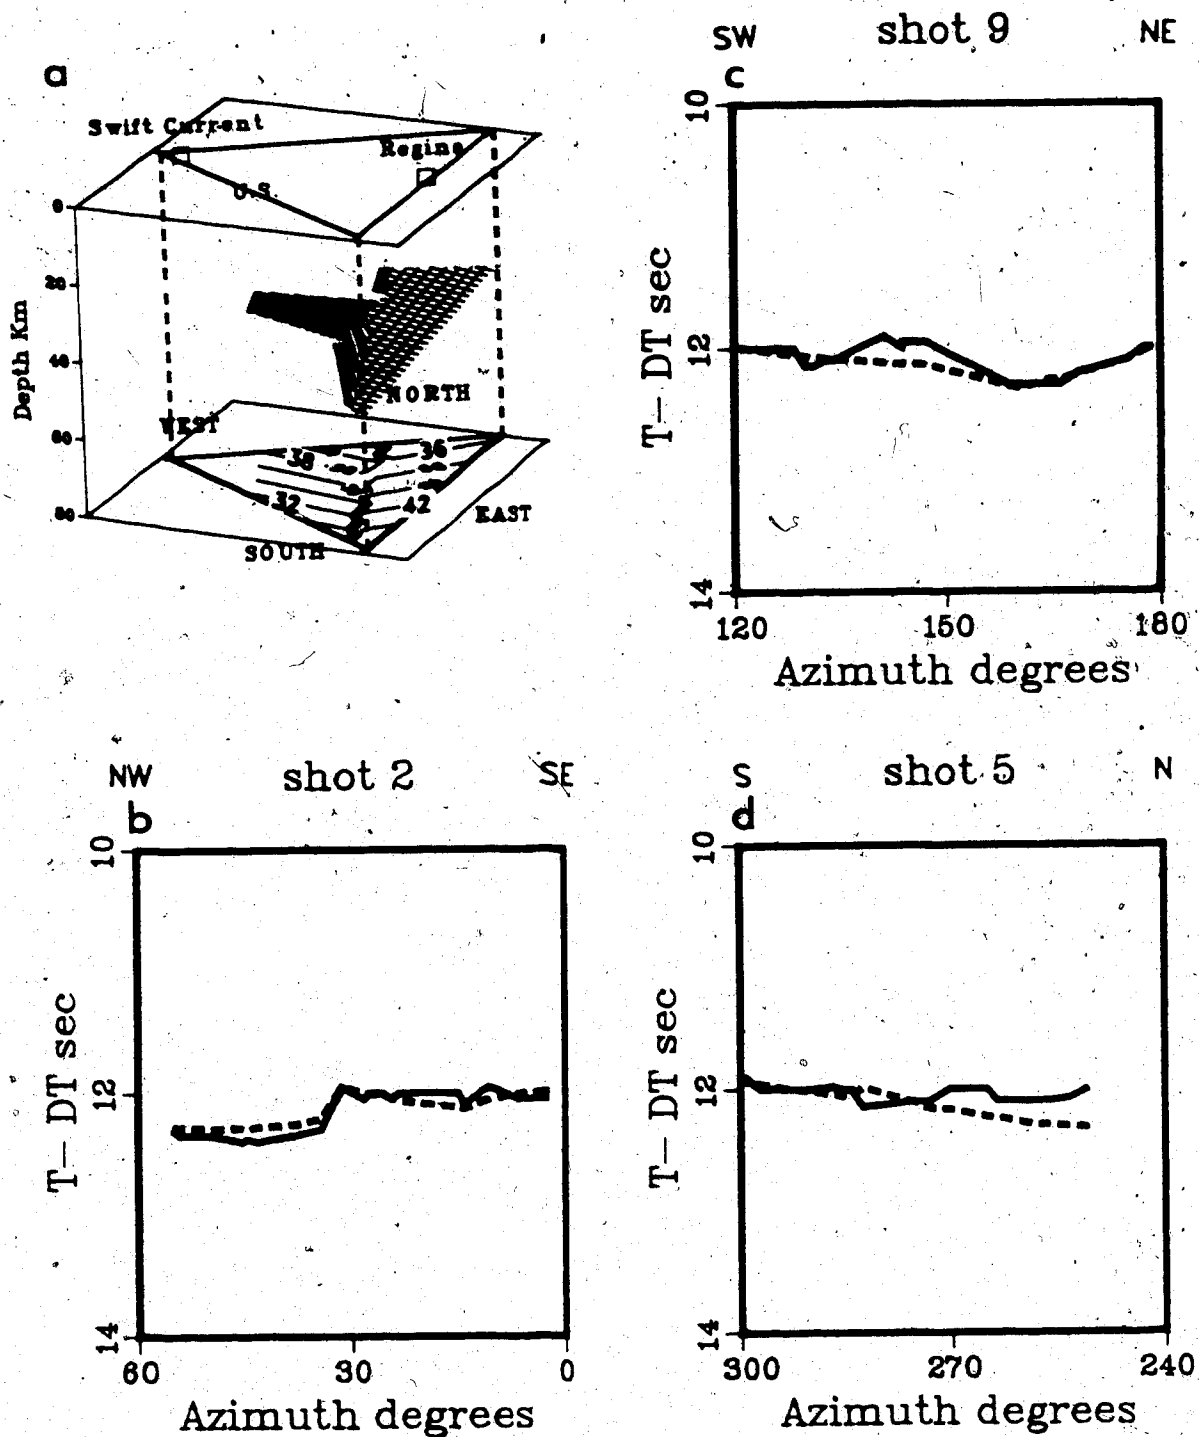 a
Swift Current
Regina
U.S.
0
20
40
60
80
Depth Km
NORTH
WEST
38
36
32
42
EAST
SOUTH
SW
shot 9
NE
c
10
12
14
T- DT sec
120
150
180
Azimuth degrees
NW
shot 2
SE
b
10
12
14
T- DT sec
60
30
0
Azimuth degrees
S
shot 5
N
d
10
12
14
T- DT sec
300
270
240
Azimuth degrees